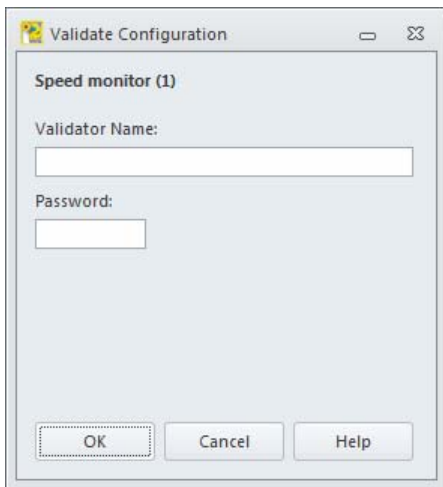 Validate Configuration
Speed monitor (1)
Validator Name:
Password:
OK Cancel Help